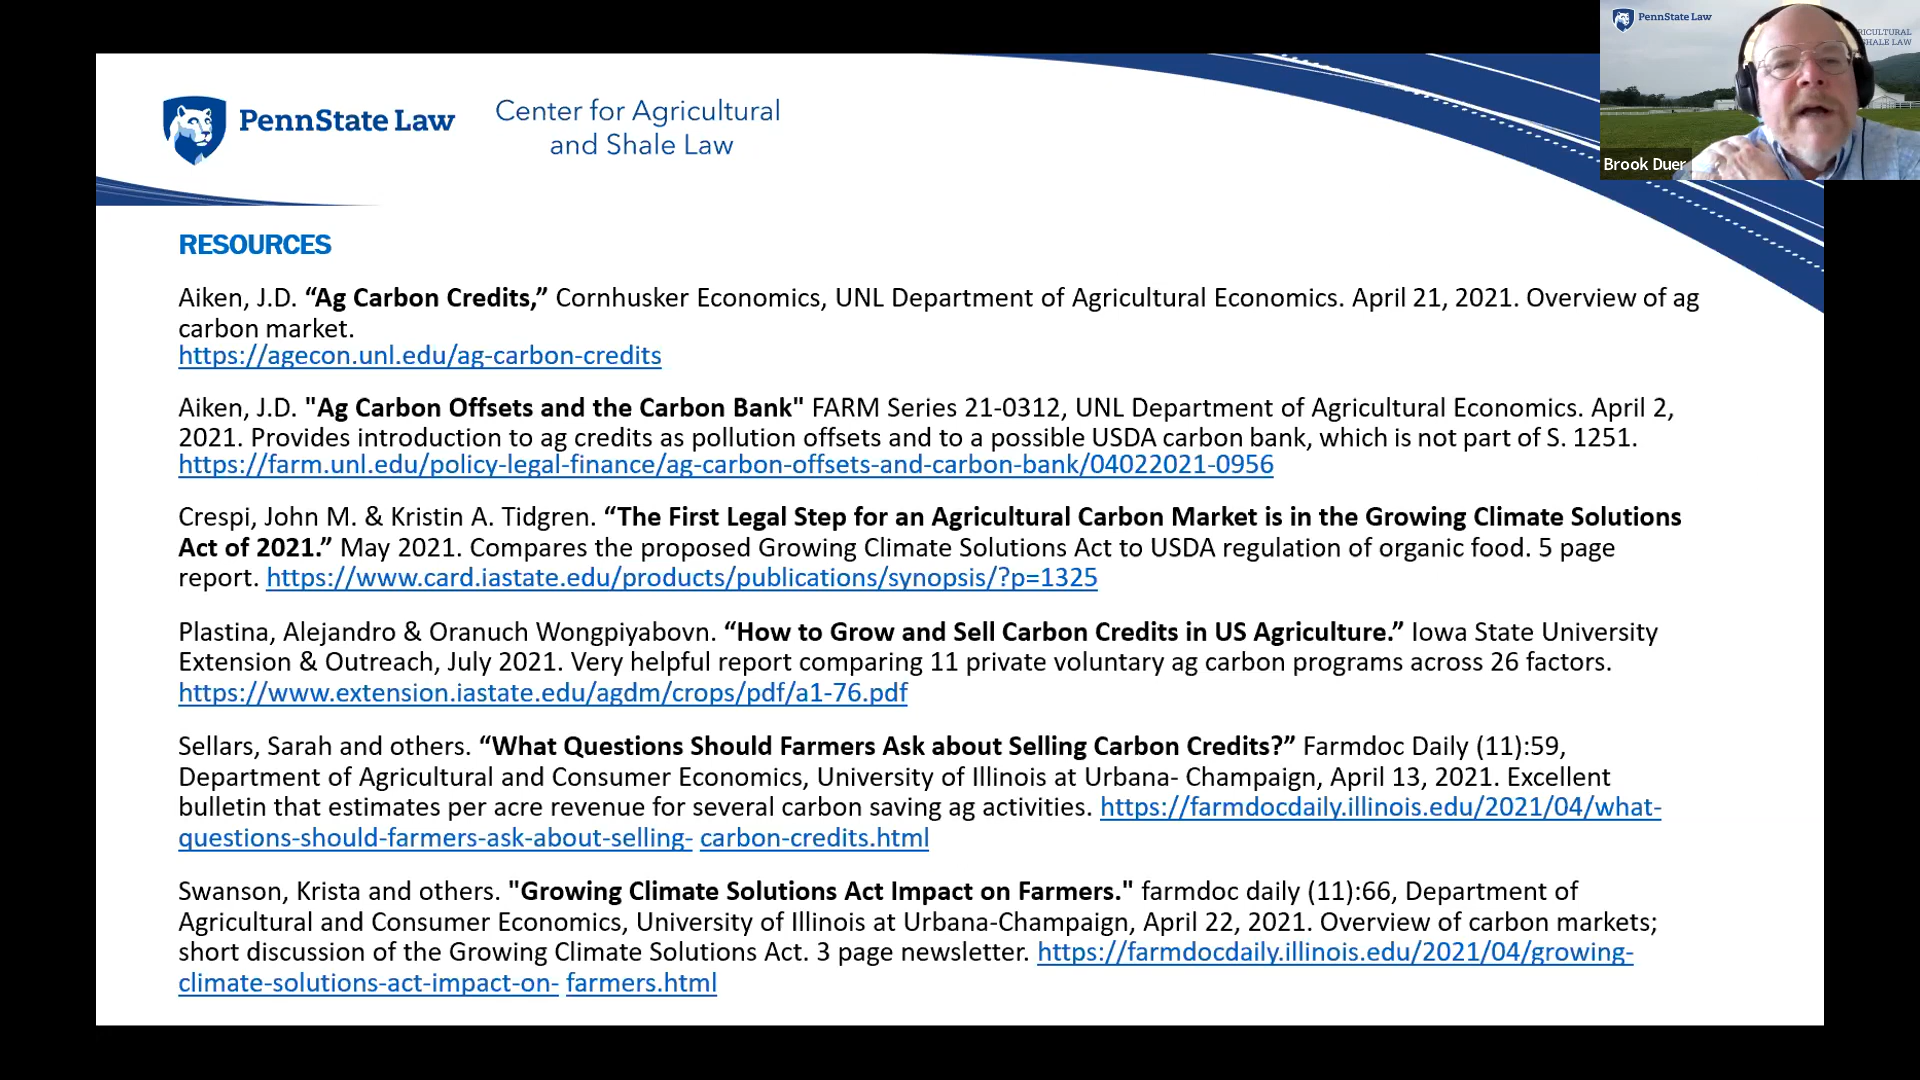 PennState Law
Center for Agricultural
and Shale Law
PennState Law
RICULTURAL
SHALE LAW
Brook Duer
RESOURCES
Aiken, J.D. “Ag Carbon Credits,” Cornhusker Economics, UNL Department of Agricultural Economics. April 21, 2021. Overview of ag
carbon market.
https://agecon.unl.edu/ag-carbon-credits
Aiken, J.D. "Ag Carbon Offsets and the Carbon Bank" FARM Series 21-0312, UNL Department of Agricultural Economics. April 2,
2021. Provides introduction to ag credits as pollution offsets and to a possible USDA carbon bank, which is not part of S. 1251.
https://farm.unl.edu/policy-legal-finance/ag-carbon-offsets-and-carbon-bank/04022021-0956
Crespi, John M. & Kristin A. Tidgren. “The First Legal Step for an Agricultural Carbon Market is in the Growing Climate Solutions
Act of 2021.” May 2021. Compares the proposed Growing Climate Solutions Act to USDA regulation of organic food. 5 page
report. https://www.card.iastate.edu/products/publications/synopsis/?p=1325
Plastina, Alejandro & Oranuch Wongpiyabovn. “How to Grow and Sell Carbon Credits in US Agriculture.” Iowa State University
Extension & Outreach, July 2021. Very helpful report comparing 11 private voluntary ag carbon programs across 26 factors.
https://www.extension.iastate.edu/agdm/crops/pdf/a1-76.pdf
Sellars, Sarah and others. “What Questions Should Farmers Ask about Selling Carbon Credits?” Farmdoc Daily (11):59,
Department of Agricultural and Consumer Economics, University of Illinois at Urbana- Champaign, April 13, 2021. Excellent
bulletin that estimates per acre revenue for several carbon saving ag activities. https://farmdocdaily.illinois.edu/2021/04/what-
questions-should-farmers-ask-about-selling- carbon-credits.html
Swanson, Krista and others. "Growing Climate Solutions Act Impact on Farmers." farmdoc daily (11):66, Department of
Agricultural and Consumer Economics, University of Illinois at Urbana-Champaign, April 22, 2021. Overview of carbon markets;
short discussion of the Growing Climate Solutions Act. 3 page newsletter. https://farmdocdaily.illinois.edu/2021/04/growing-
climate-solutions-act-impact-on- farmers.html